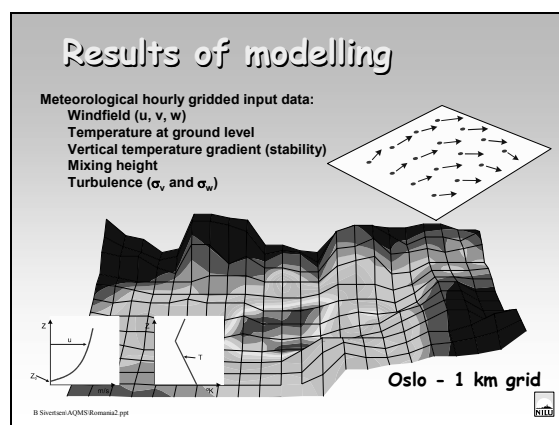 Results of modelling
Meteorological hourly gridded input data:
Windfield (u, v, w)
Temperature at ground level
Vertical temperature gradient (stability)
Mixing height
Turbulence (σv and σw)
Z
u
Z
m/s
Z
T
°K
Oslo - 1 km grid
B Sivertsen\AQMS\Romania2.ppt
NILU